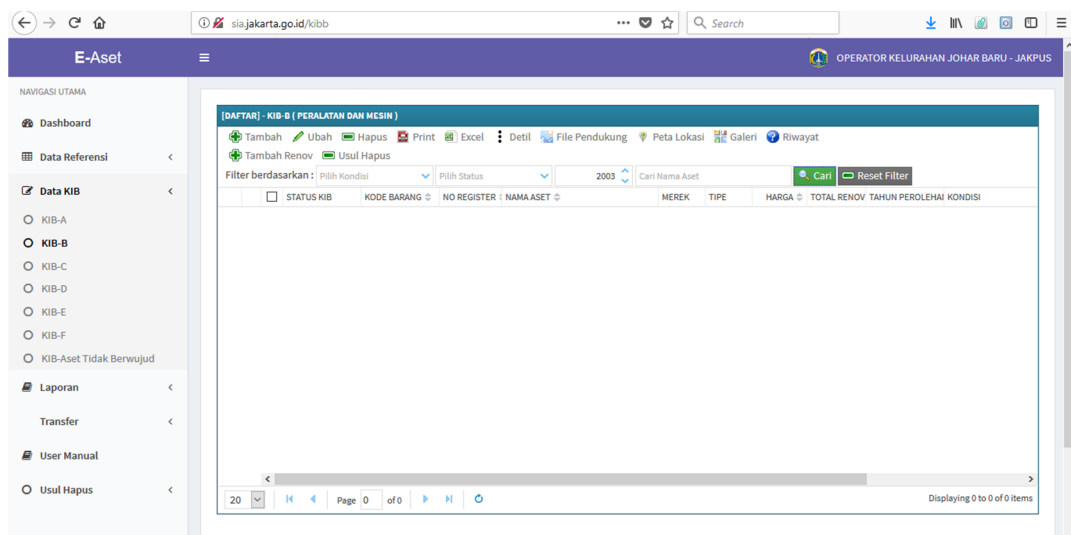 sia.jakarta.go.id/kibb
Search
E-Aset
OPERATOR KELURAHAN JOHAR BARU - JAKPUS
NAVIGASI UTAMA
Dashboard
Data Referensi
Data KIB
KIB-A
KIB-B
KIB-C
KIB-D
KIB-E
KIB-F
KIB-Aset Tidak Berwujud
Laporan
Transfer
User Manual
Usul Hapus
[DAFTAR] - KIB-B ( PERALATAN DAN MESIN )
Tambah Ubah Hapus Print Excel Detil File Pendukung Peta Lokasi Galeri Riwayat
Tambah Renov Usul Hapus
Filter berdasarkan : Pilih Kondisi Pilih Status 2003 Cari Nama Aset Cari Reset Filter
STATUS KIB KODE BARANG NO REGISTER NAMA ASET MEREK TIPE HARGA TOTAL RENOV TAHUN PEROLEHAI KONDISI
20 Page 0 of 0 Displaying 0 to 0 of 0 items